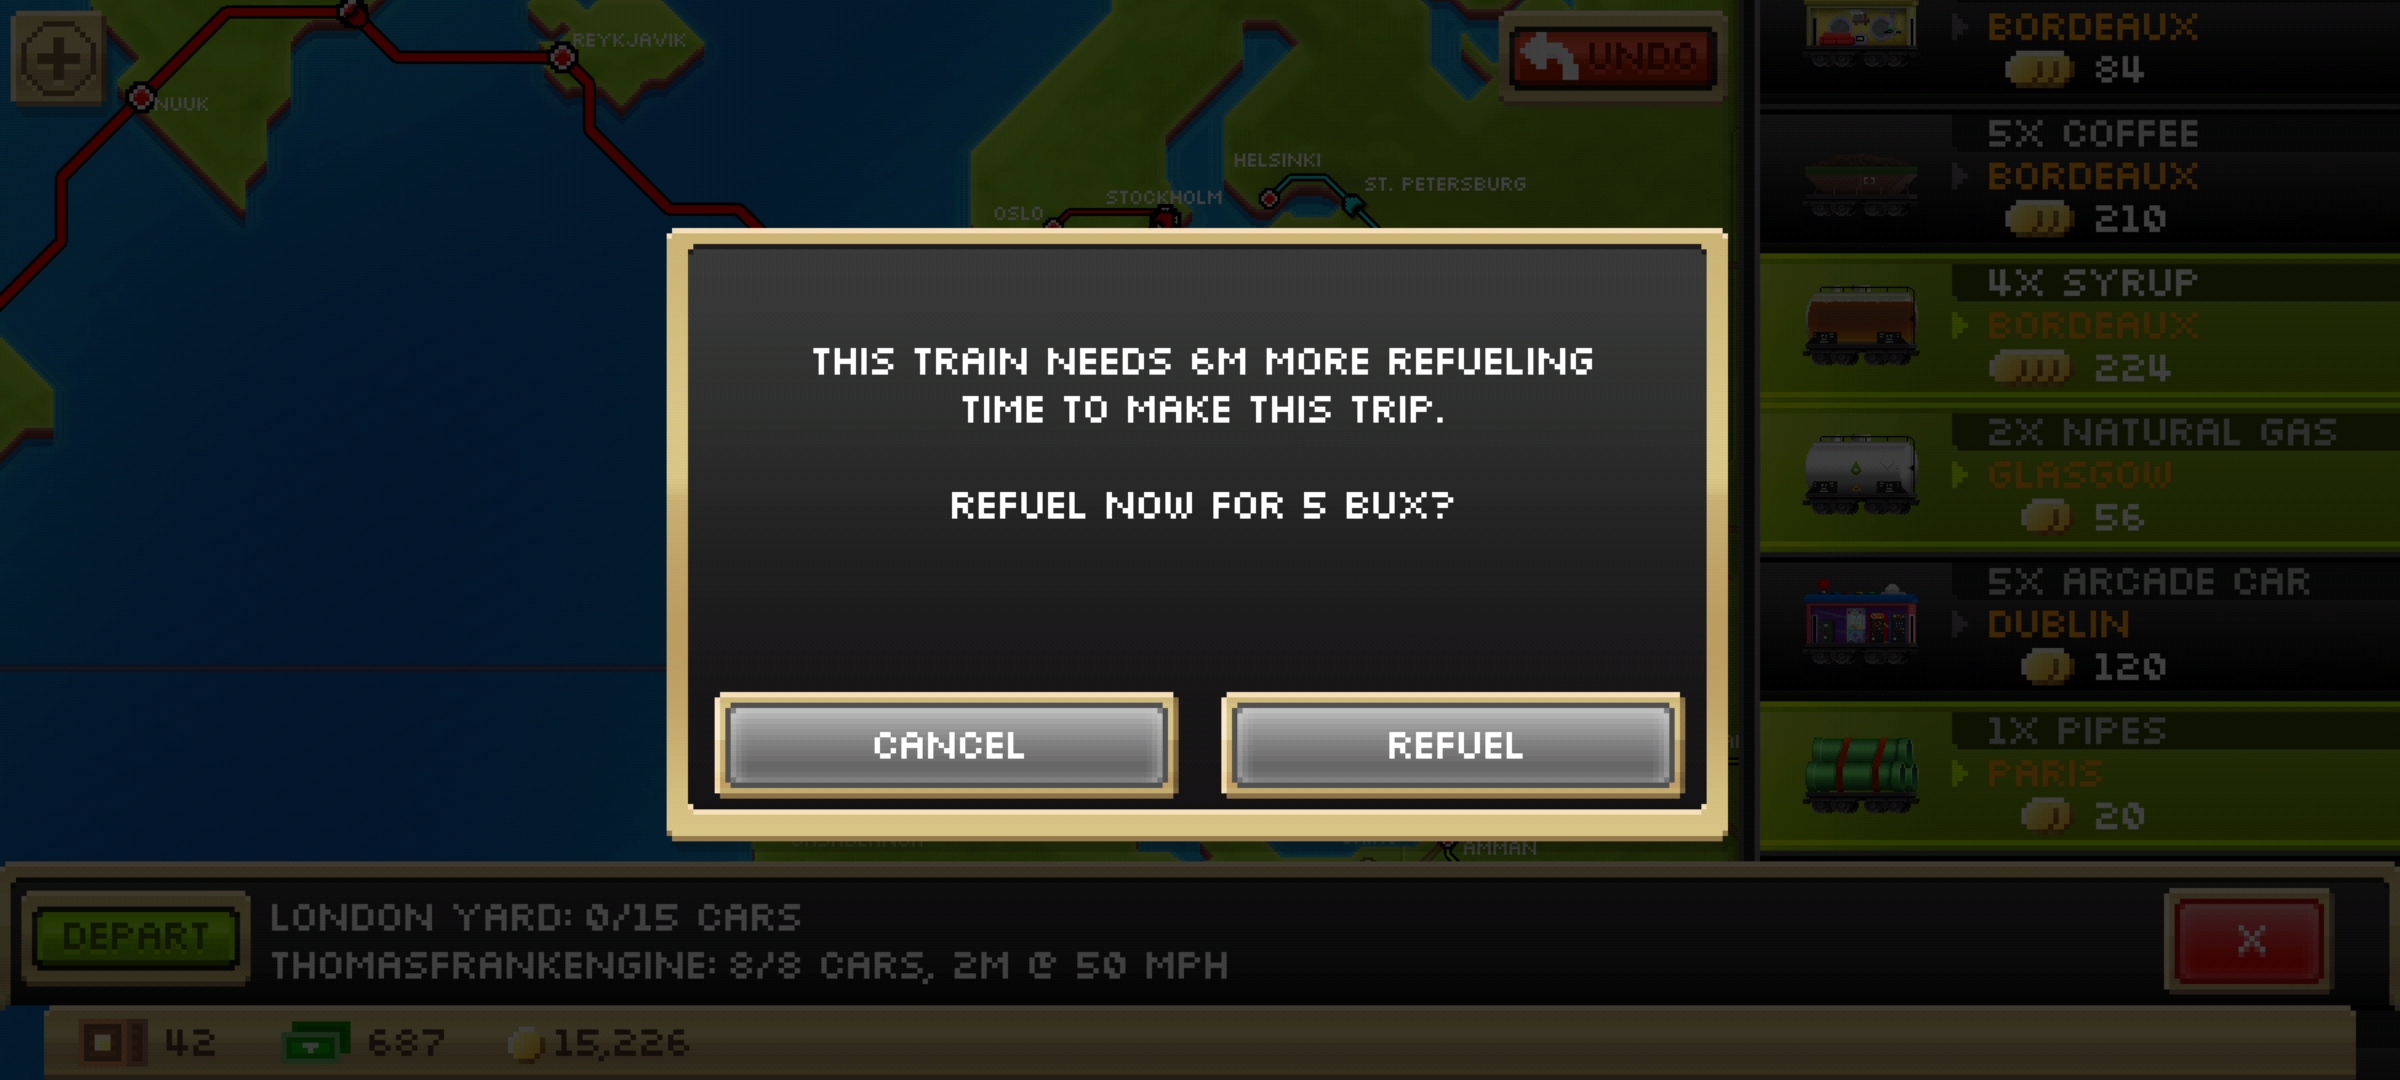 REYKJAVIK
NUUK
UNDO
HELSINKI
ST. PETERSBURG
STOCKHOLM
OSLO
BORDEAUX
84
5X COFFEE
BORDEAUX
210
4X SYRUP
BORDEAUX
224
2X NATURAL GAS
GLASGOW
56
5X ARCADE CAR
DUBLIN
120
1X PIPES
PARIS
20
THIS TRAIN NEEDS 6M MORE REFUELING
TIME TO MAKE THIS TRIP.
REFUEL NOW FOR 5 BUX?
CANCEL
REFUEL
CASABLANCA
AMMAN
DEPART
LONDON YARD: 0/15 CARS
THOMASFRANKENGINE: 8/8 CARS, 2M @ 50 MPH
X
42
687
15,226